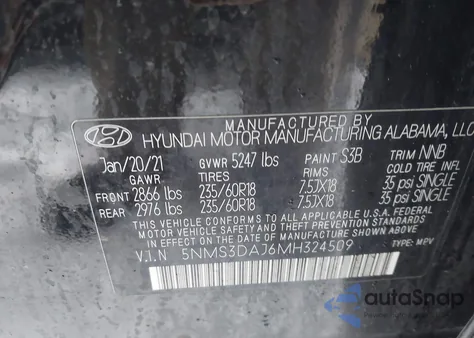 MANUFACTURED BY
HYUNDAI MOTOR MANUFACTURING ALABAMA, LLC
Jan/20/21 GVWR 5247 lbs PAINT S3B TRIM NNB
GAWR TIRES RIMS COLD TIRE INFL
FRONT 2866 lbs 235/60R18 7.5JX18 35 psi SINGLE
REAR 2976 lbs 235/60R18 7.5JX18 35 psi SINGLE
THIS VEHICLE CONFORMS TO ALL APPLICABLE U.S.A. FEDERAL
MOTOR VEHICLE SAFETY, BUMPER, AND THEFT PREVENTION STANDARDS
IN EFFECT ON THE DATE OF MANUFACTURE SHOWN ABOVE.
V.I.N 5NMS3DAJ6MH324509 TYPE: MPV
autoSnap